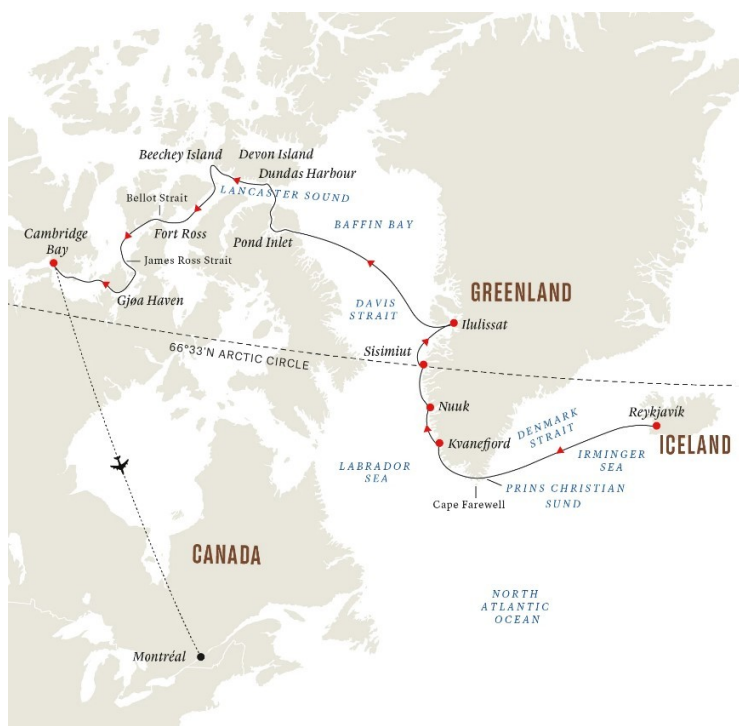 Beechey Island
Devon Island
Dundas Harbour
LANCASTER SOUND
Bellot Strait
BAFFIN BAY
Cambridge
Bay
Fort Ross
Pond Inlet
James Ross Strait
Gjøa Haven
GREENLAND
DAVIS
STRAIT
Ilulissat
66°33'N ARCTIC CIRCLE
Sisimiut
Nuuk
Reykjavík
DENMARK
STRAIT
Kvanefjord
ICELAND
IRMINGER
SEA
LABRADOR
SEA
PRINS CHRISTIAN
SUND
Cape Farewell
CANADA
NORTH
ATLANTIC
OCEAN
Montréal